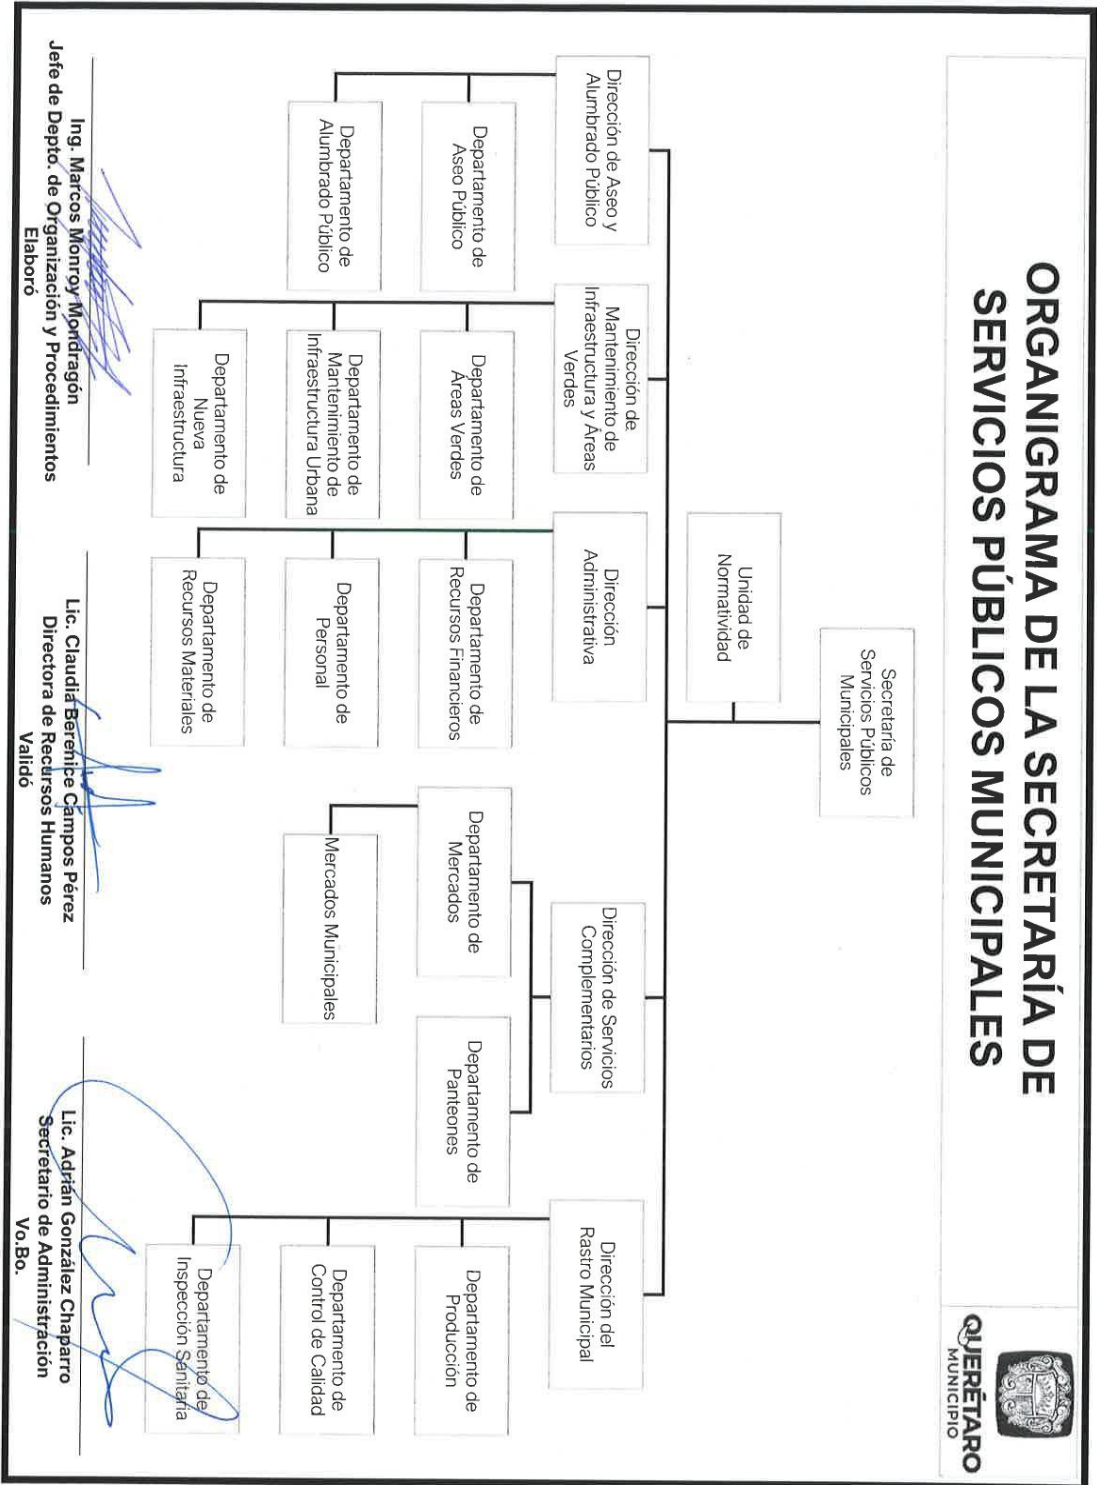 ORGANIGRAMA DE LA SECRETARÍA DE
SERVICIOS PÚBLICOS MUNICIPALES
QUERÉTARO
MUNICIPIO
Secretaría de
Servicios Públicos
Municipales
Unidad de
Normatividad
Dirección de Aseo y
Alumbrado Público
Departamento de
Aseo Público
Departamento de
Alumbrado Público
Dirección de
Mantenimiento de
Infraestructura y Áreas
Verdes
Departamento de
Áreas Verdes
Departamento de
Mantenimiento de
Infraestructura Urbana
Departamento de
Nueva
Infraestructura
Dirección
Administrativa
Departamento de
Recursos Financieros
Departamento de
Personal
Departamento de
Recursos Materiales
Dirección de Servicios
Complementarios
Departamento de
Mercados
Mercados Municipales
Departamento de
Panteones
Dirección del
Rastro Municipal
Departamento de
Producción
Departamento de
Control de Calidad
Departamento de
Inspección Sanitaria
Ing. Marcos Monroy Mondragón
Jefe de Depto. de Organización y Procedimientos
Elaboró
Lic. Claudia Berenice Campos Pérez
Directora de Recursos Humanos
Validó
Lic. Adrián González Chaparro
Secretario de Administración
Vo.Bo.